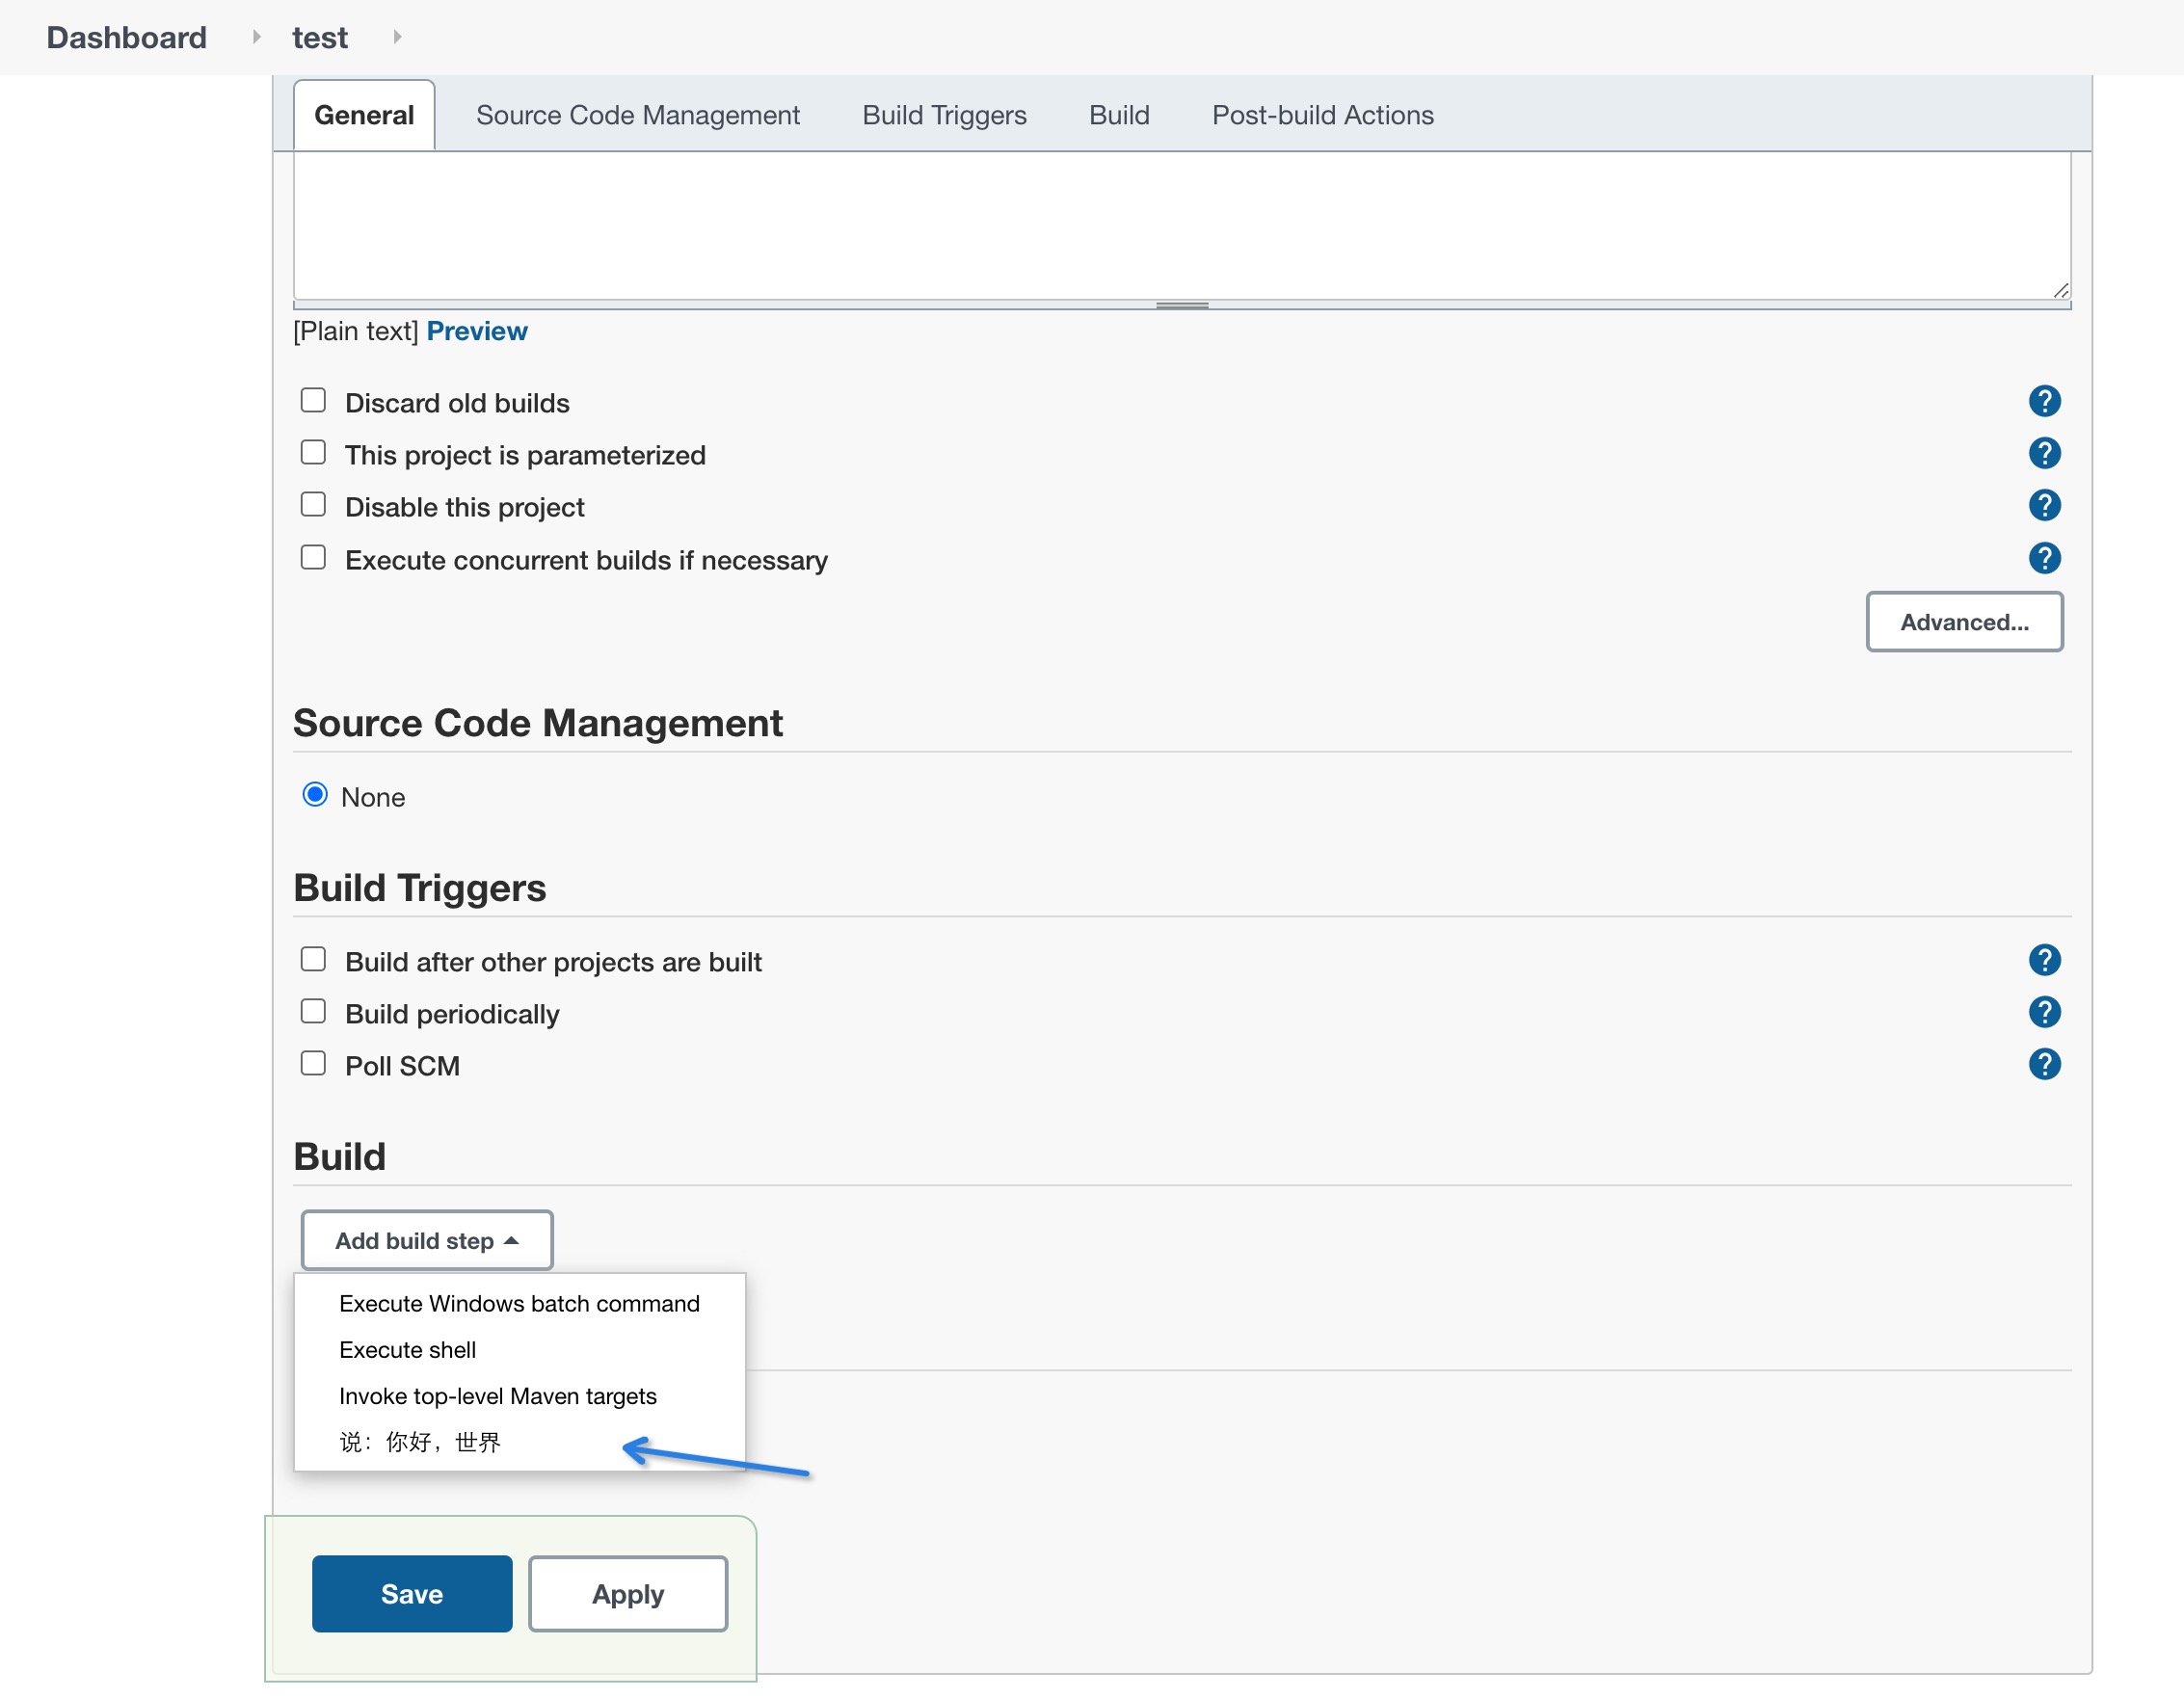 Dashboard test
General Source Code Management Build Triggers Build Post-build Actions
[Plain text] Preview
Discard old builds ?
This project is parameterized ?
Disable this project ?
Execute concurrent builds if necessary ?
Advanced...
Source Code Management
None
Build Triggers
Build after other projects are built ?
Build periodically ?
Poll SCM ?
Build
Add build step
Execute Windows batch command
Execute shell
Invoke top-level Maven targets
说：你好，世界
Save Apply